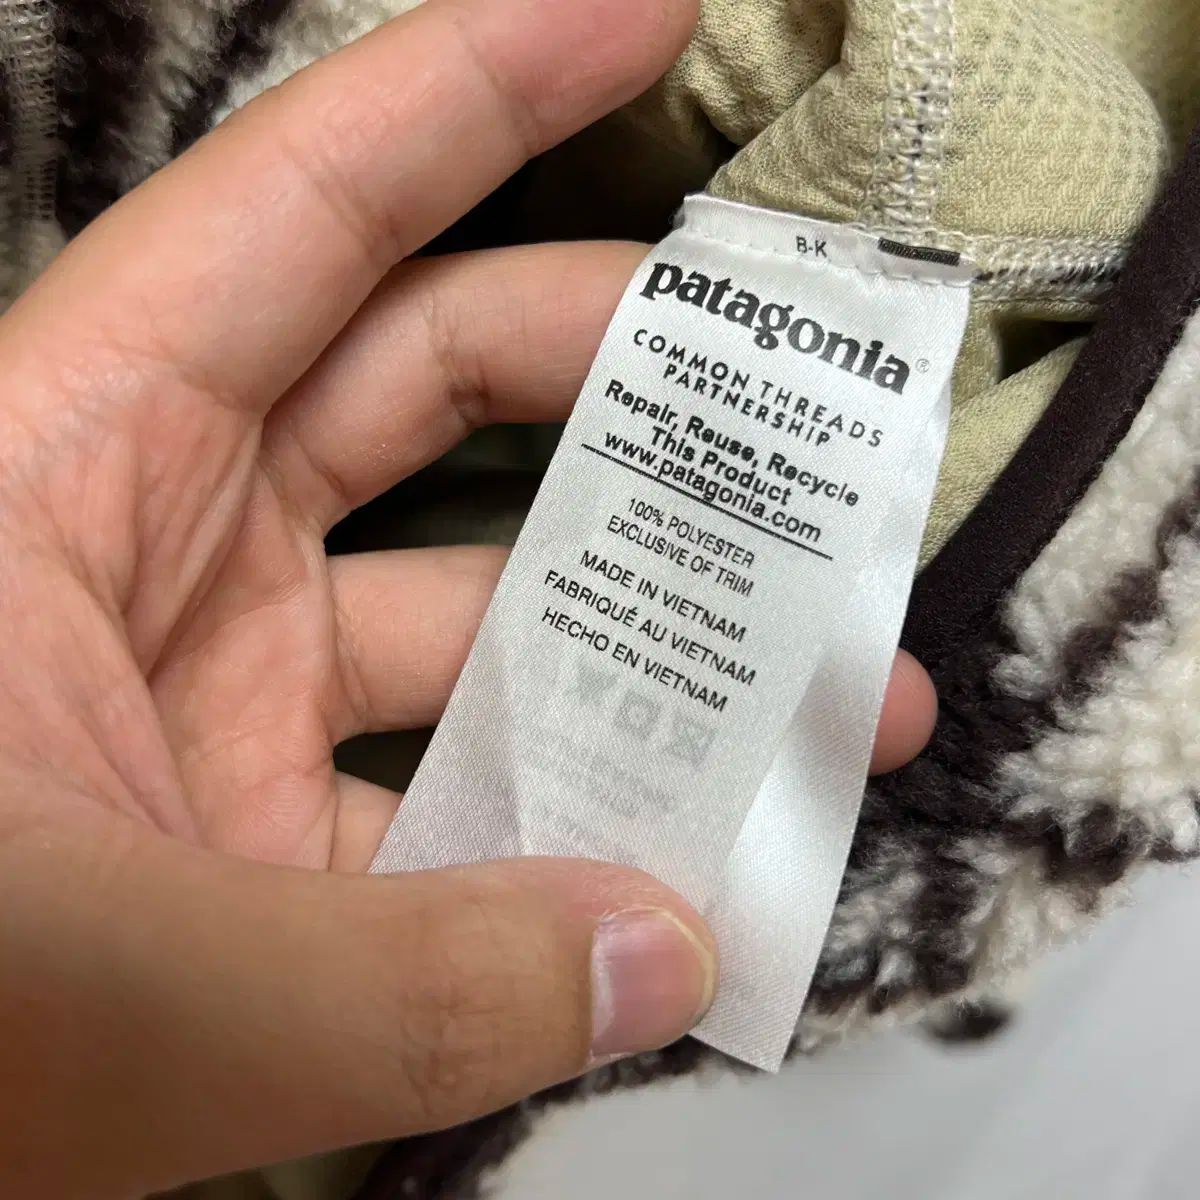 B-K
patagonia®
COMMON THREADS
PARTNERSHIP
Repair, Reuse, Recycle
This Product
www.patagonia.com
100% POLYESTER
EXCLUSIVE OF TRIM
MADE IN VIETNAM
FABRIQUÉ AU VIETNAM
HECHO EN VIETNAM